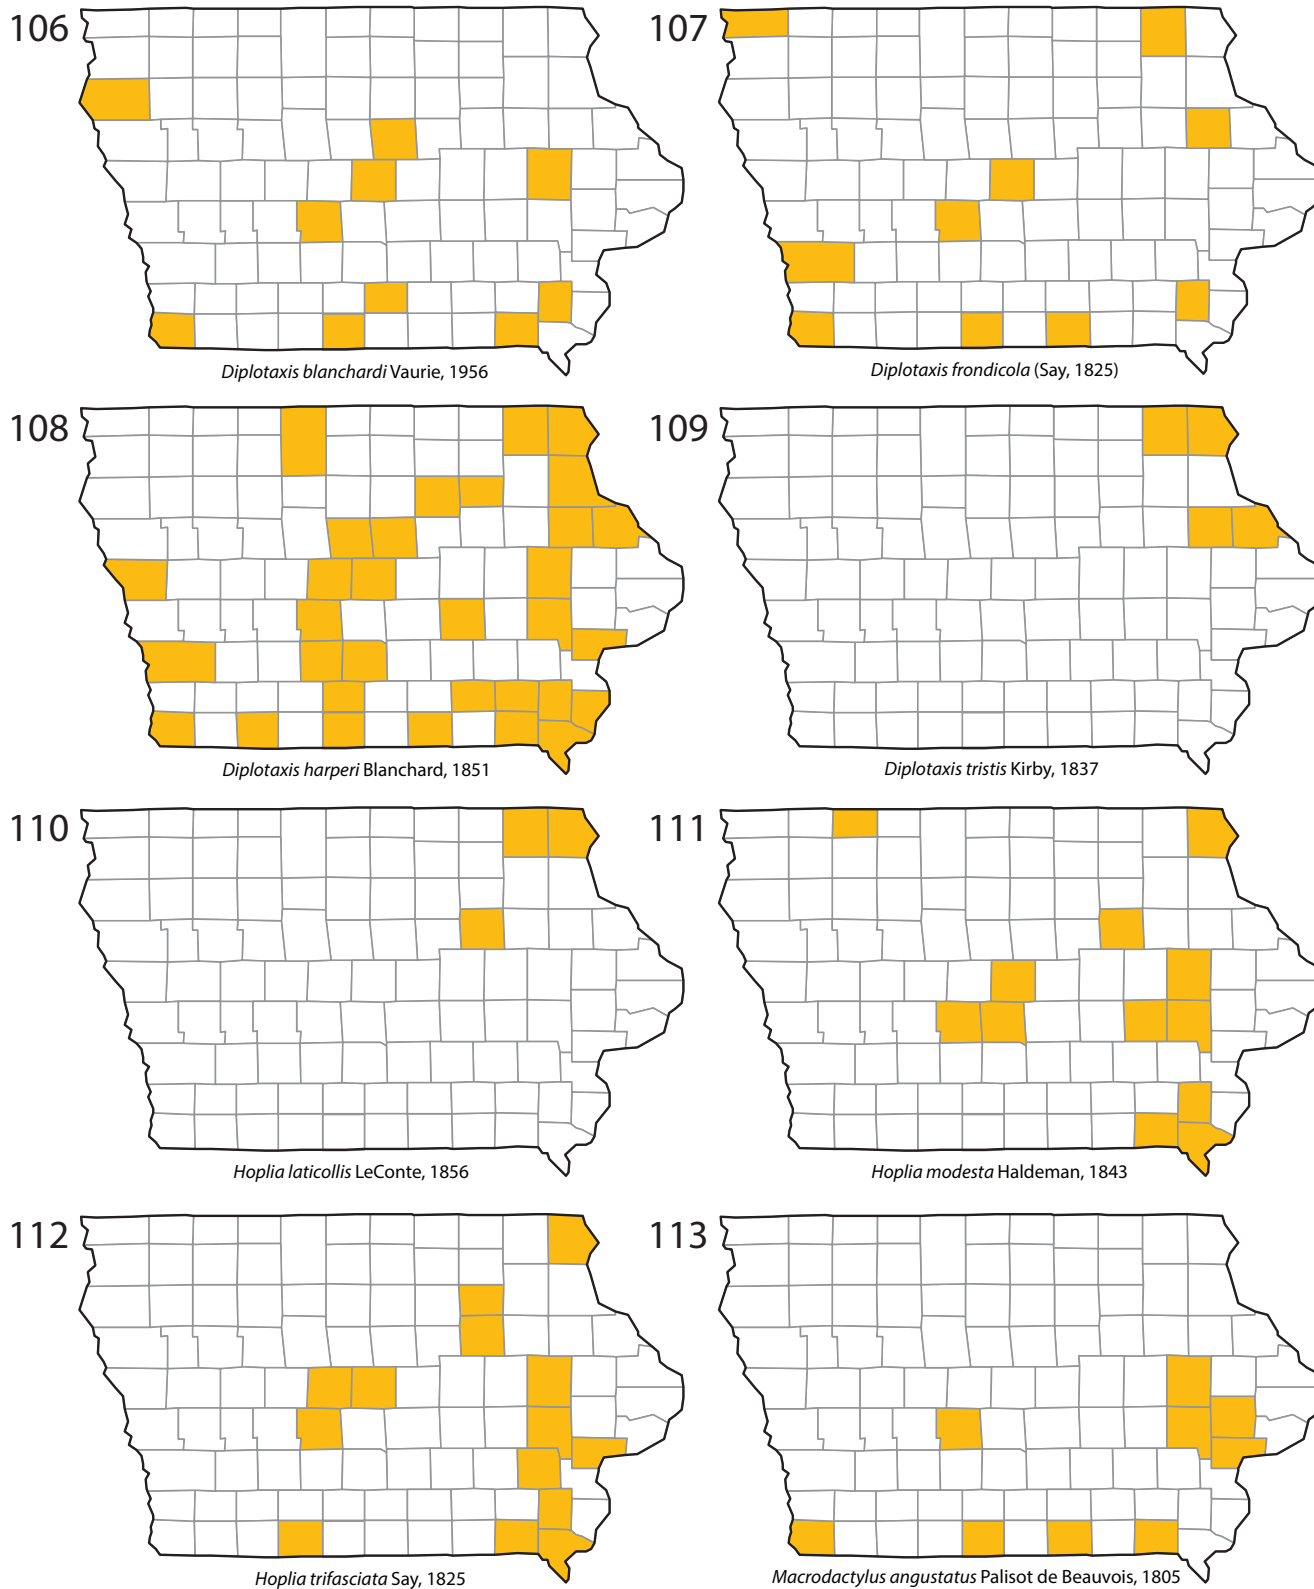 106
Diplotaxis blanchardi Vaurie, 1956
107
Diplotaxis frondicola (Say, 1825)
108
Diplotaxis harperi Blanchard, 1851
109
Diplotaxis tristis Kirby, 1837
110
Hoplia laticollis LeConte, 1856
111
Hoplia modesta Haldeman, 1843
112
Hoplia trifasciata Say, 1825
113
Macrodactylus angustatus Palisot de Beauvois, 1805